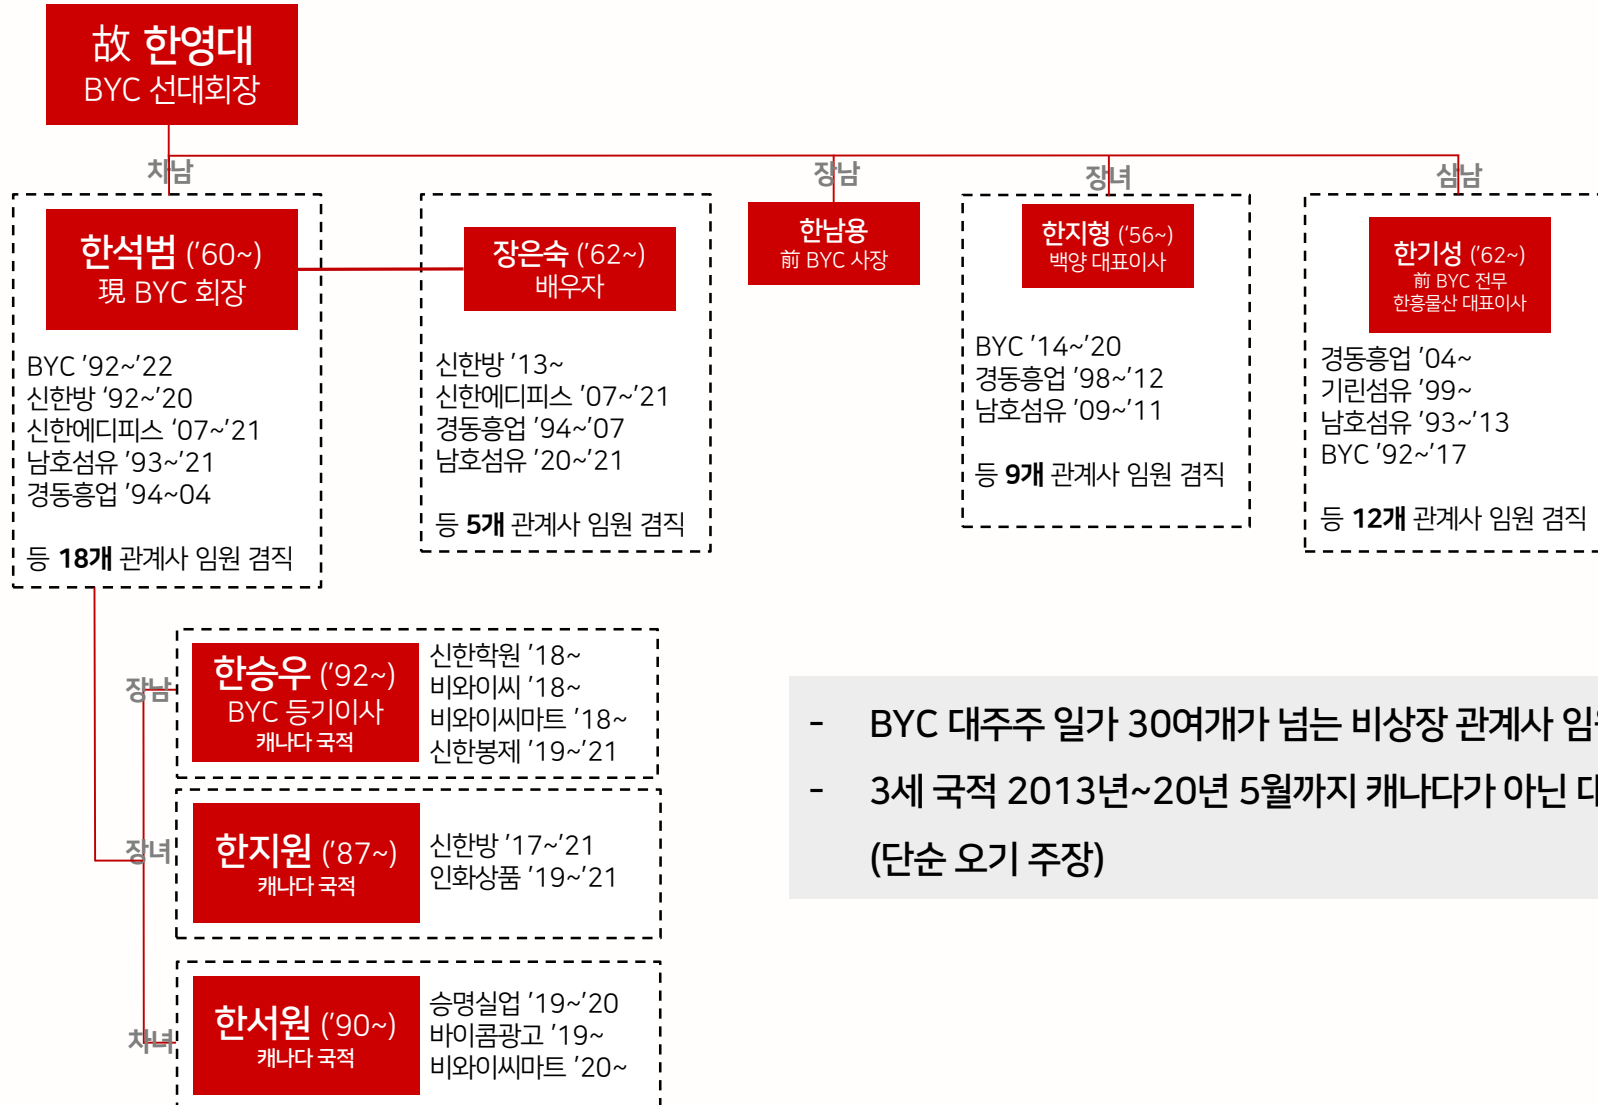 故 한영대
BYC 선대회장
차남
장남
장녀
삼남
한석범 ('60~)
現 BYC 회장
BYC '92~'22
신한방 '92~'20
신한에디피스 '07~'21
남호섬유 '93~'21
경동흥업 '94~04
등 18개 관계사 임원 겸직
장은숙 ('62~)
배우자
신한방 '13~
신한에디피스 '07~'21
경동흥업 '94~'07
남호섬유 '20~'21
등 5개 관계사 임원 겸직
한남용
前 BYC 사장
한지형 ('56~)
백양 대표이사
BYC '14~'20
경동흥업 '98~'12
남호섬유 '09~'11
등 9개 관계사 임원 겸직
한기성 ('62~)
前 BYC 전무
한흥물산 대표이사
경동흥업 '04~
기린섬유 '99~
남호섬유 '93~'13
BYC '92~'17
등 12개 관계사 임원 겸직
장남
한승우 ('92~)
BYC 등기이사
캐나다 국적
신한학원 '18~
비와이씨 '18~
비와이씨마트 '18~
신한봉제 '19~'21
장녀
한지원 ('87~)
캐나다 국적
신한방 '17~'21
인화상품 '19~'21
차녀
한서원 ('90~)
캐나다 국적
승명실업 '19~'20
바이콤광고 '19~
비와이씨마트 '20~
- BYC 대주주 일가 30여개가 넘는 비상장 관계사
- 3세 국적 2013년~20년 5월까지 캐나다가 아닌
(단순 오기 주장)